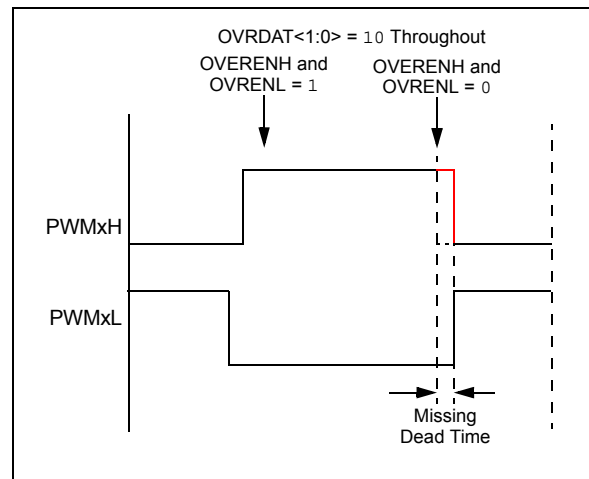 OVRDAT<1:0> = 10 Throughout
OVERENH and
OVRENL = 1
OVERENH and
OVRENL = 0
PWMxH
PWMxL
Missing
Dead Time